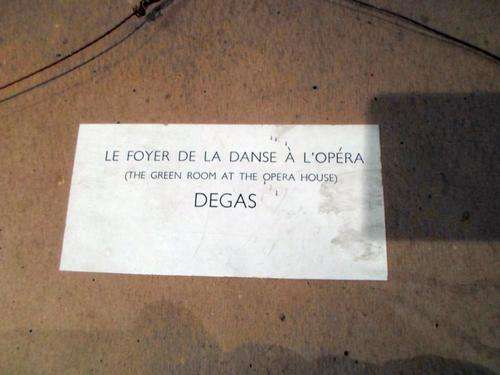 LE FOYER DE LA DANSE À L'OPÉRA
(THE GREEN ROOM AT THE OPERA HOUSE)
DEGAS